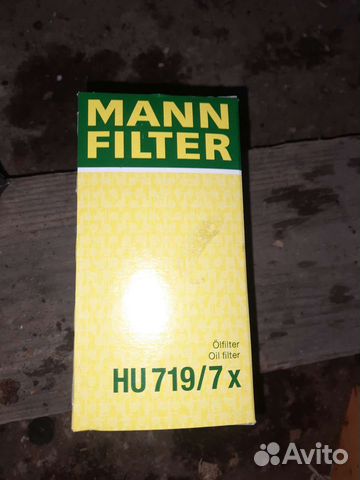 MANN
FILTER
Ölfilter
Oil filter
HU 719/7 x
Avito